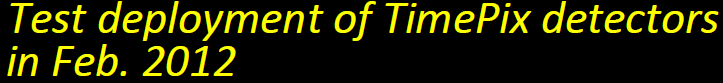 Test deployment of TimePix detectors
in Feb. 2012